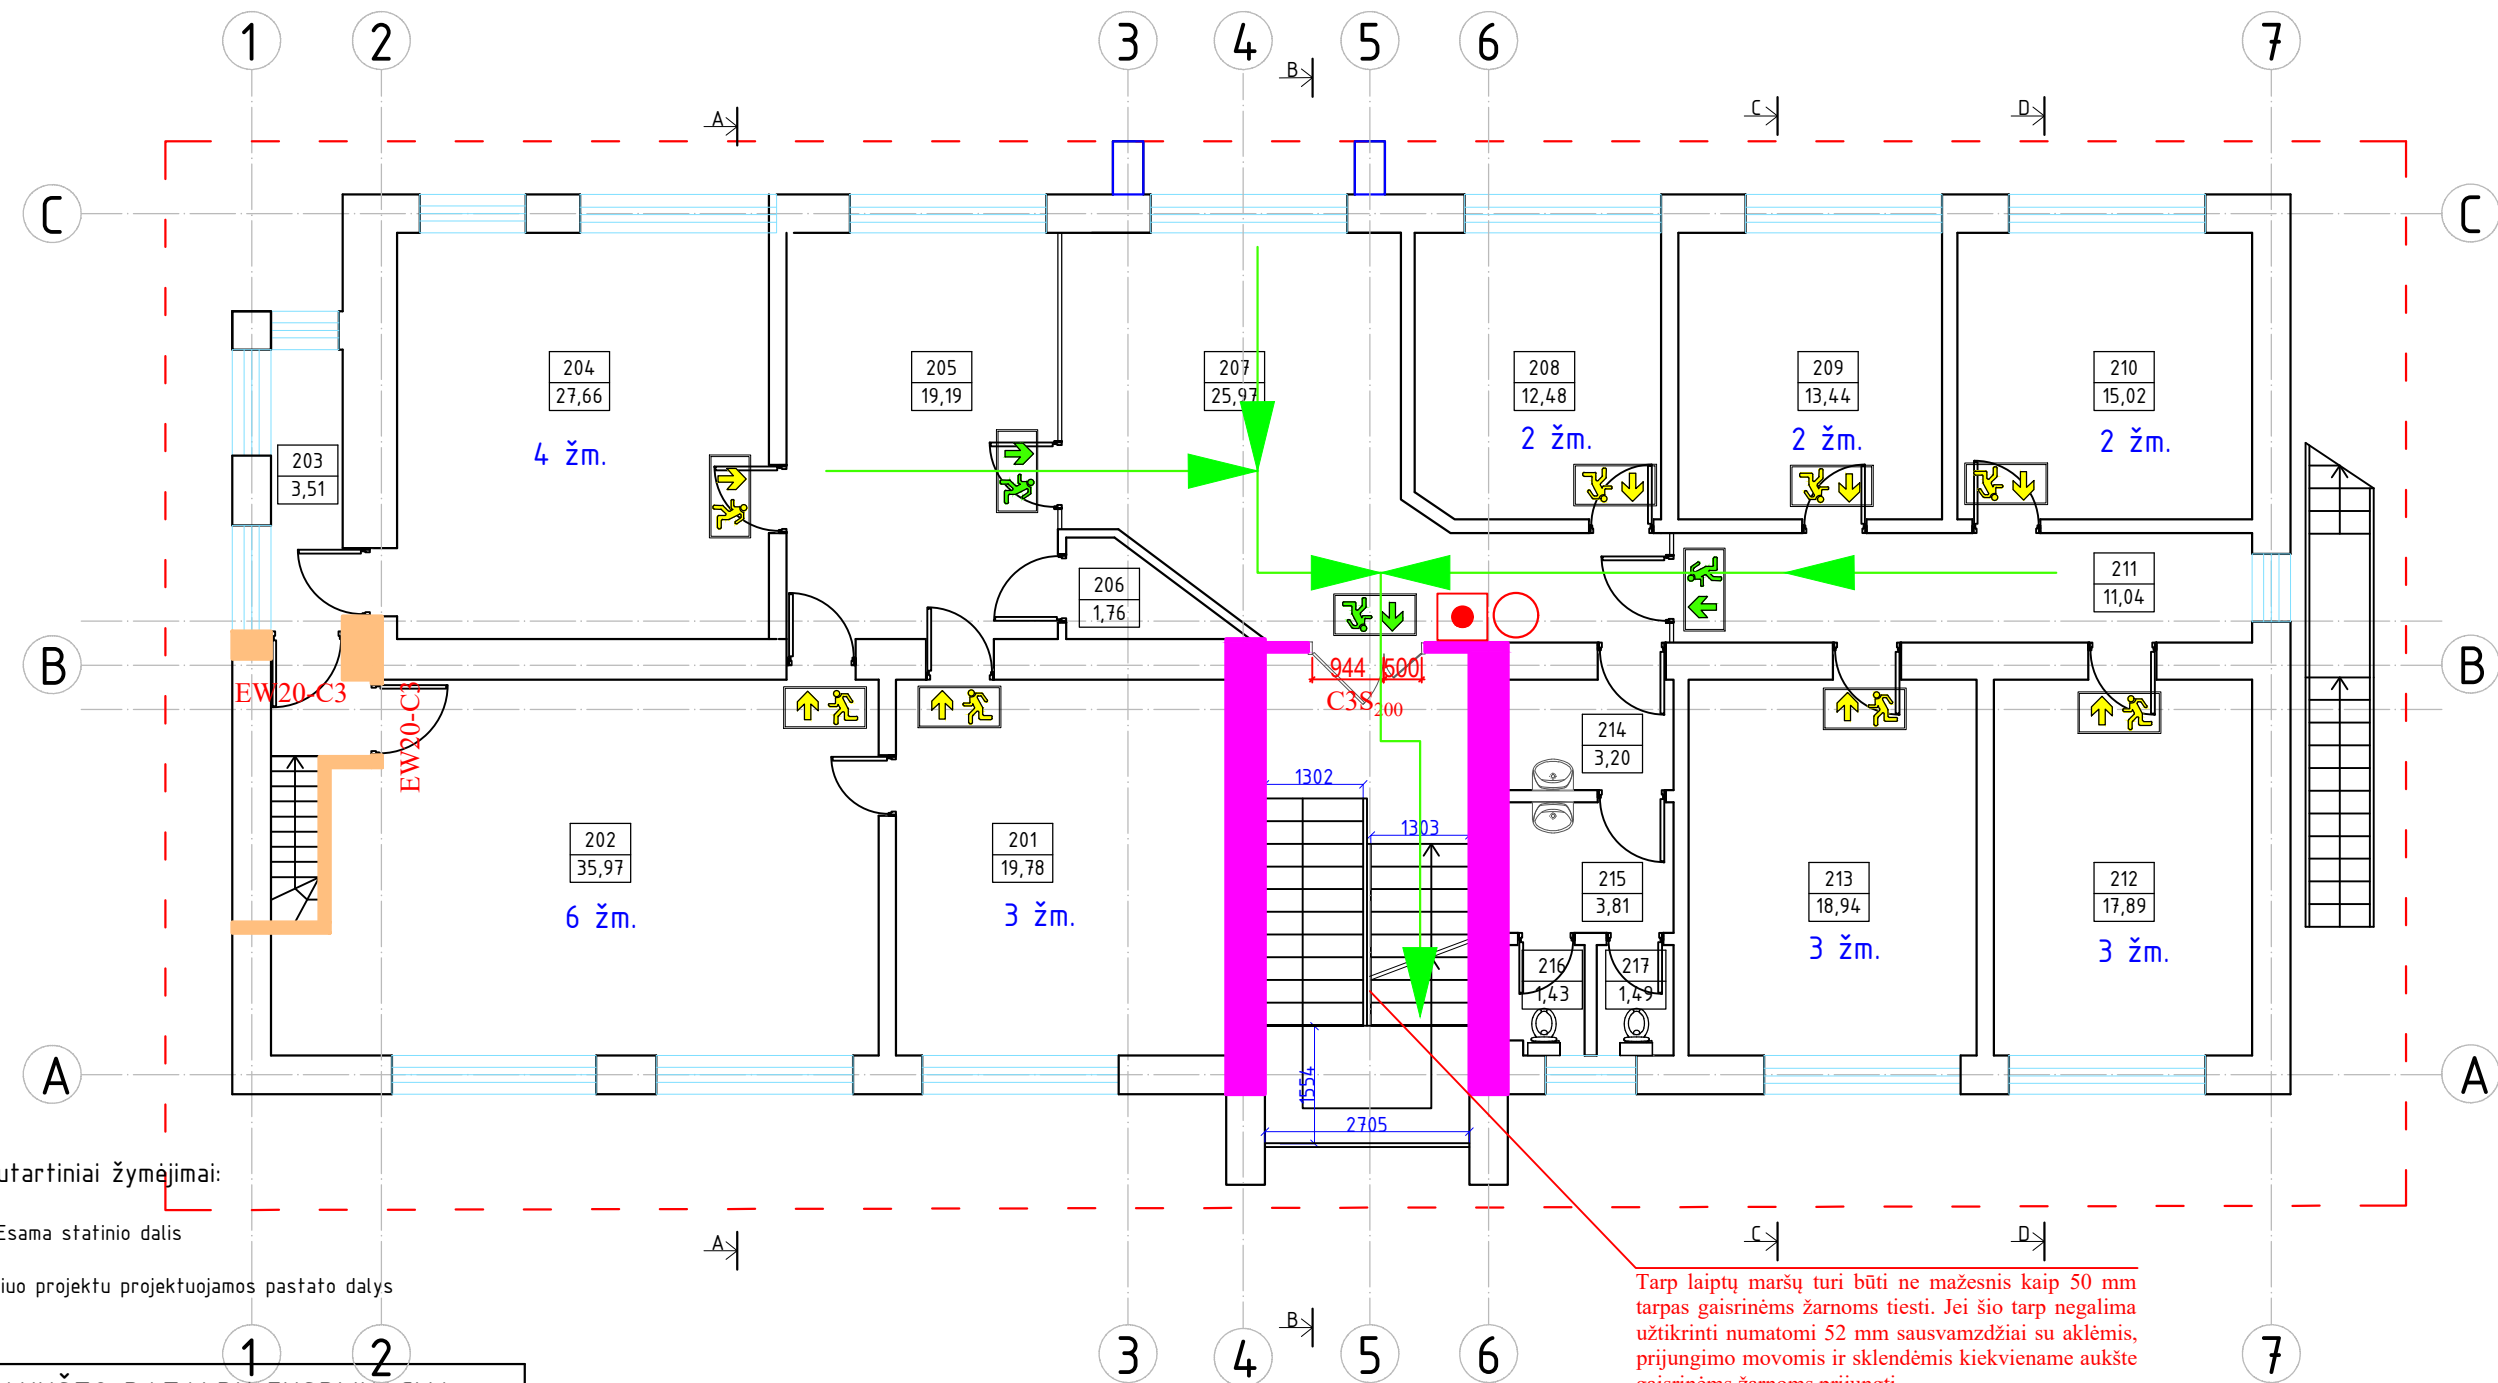 1 2 3 4 5 6 7
B
A C D
C C
204
27,66
4 žm.
205
19,19
207
25,97
208
12,48
2 žm.
209
13,44
2 žm.
210
15,02
2 žm.
203
3,51
206
1,76
211
11,04
B B
EW20-C3
EW20-C3
944 500
C3S200
214
3,20
1302
1303
202
35,97
6 žm.
201
19,78
3 žm.
215
3,81
213
18,94
3 žm.
212
17,89
3 žm.
216
1,43
217
1,49
A A
1554
2705
utartiniai žymėjimai:
Esama statinio dalis
iuo projektu projektuojamos pastato dalys
A C D
B
Tarp laiptų maršų turi būti ne mažesnis kaip 50 mm
tarpas gaisrinėms žarnoms tiesti. Jei šio tarp negalima
užtikrinti numatomi 52 mm sausvamzdžiai su aklėmis,
prijungimo movomis ir sklendėmis kiekviename aukšte
gaisrinėms žarnoms prijungti.
1 2 3 4 5 6 7